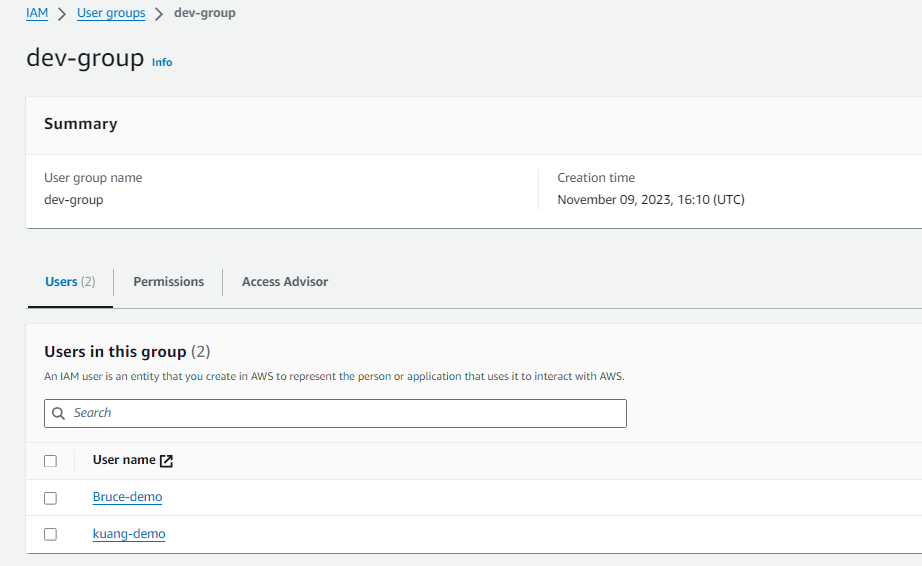 IAM > User groups > dev-group
dev-group Info
Summary
User group name
dev-group
Creation time
November 09, 2023, 16:10 (UTC)
Users (2) Permissions Access Advisor
Users in this group (2)
An IAM user is an entity that you create in AWS to represent the person or application that uses it to interact with AWS.
Search
User name
Bruce-demo
kuang-demo